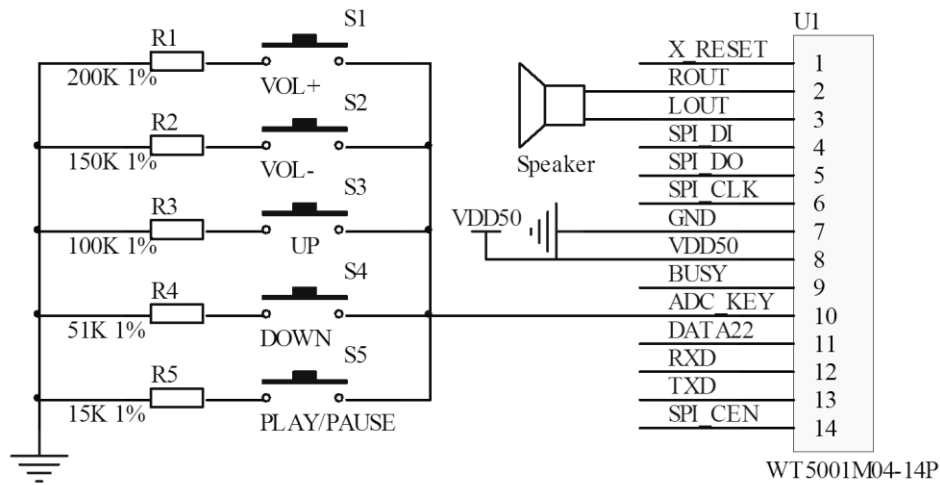 S1
R1
200K 1%
VOL+
S2
R2
150K 1%
VOL-
S3
R3
100K 1%
UP
S4
R4
51K 1%
DOWN
S5
R5
15K 1%
PLAY/PAUSE
Speaker
VDD50
U1
X_RESET 1
ROUT 2
LOUT 3
SPI_DI 4
SPI_DO 5
SPI_CLK 6
GND 7
VDD50 8
BUSY 9
ADC_KEY 10
DATA22 11
RXD 12
TXD 13
SPI_CEN 14
WT5001M04-14P